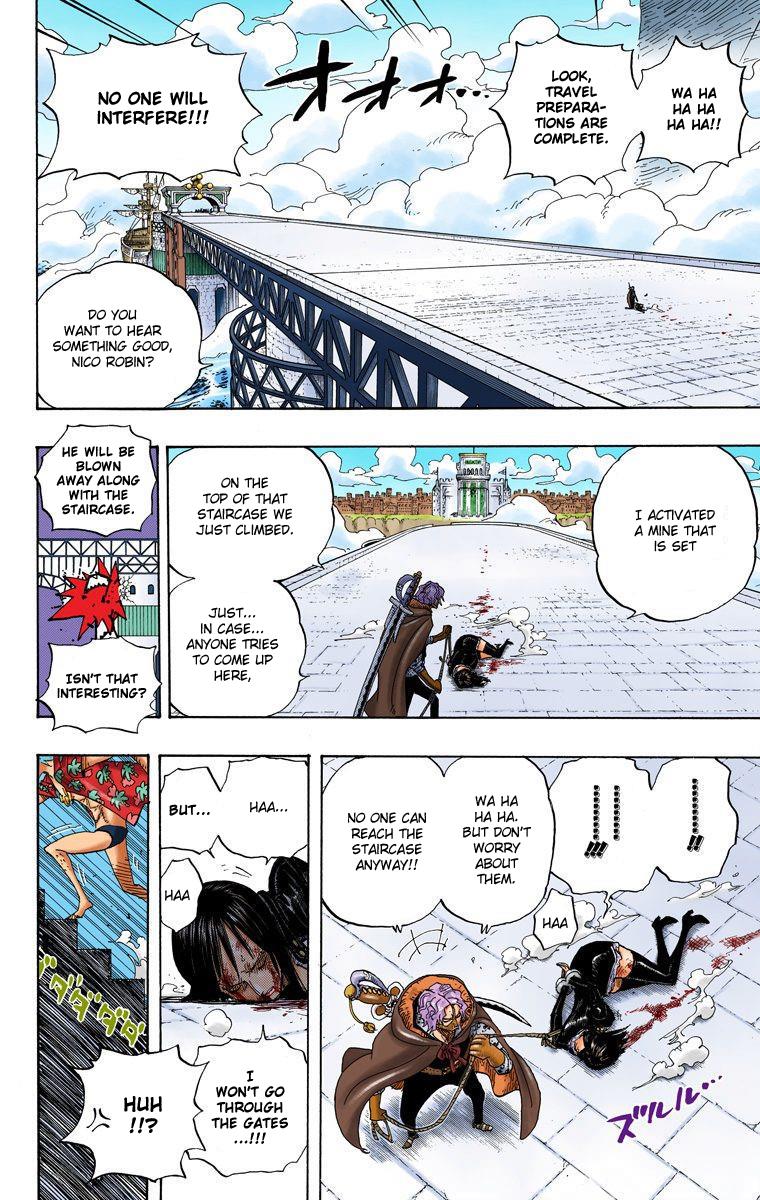 WA HA
HA HA
HA HA!!
LOOK,
TRAVEL
PREPARA-
TIONS ARE
COMPLETE.
オオオ...
NO ONE WILL
INTERFERE!!!
DO YOU
WANT TO HEAR
SOMETHING GOOD,
NICO ROBIN?
I ACTIVATED
A MINE THAT
IS SET
ON THE
TOP OF THAT
STAIRCASE WE
JUST CLIMBED.
JUST...
IN CASE...
ANYONE TRIES
TO COME UP
HERE,
HE WILL BE
BLOWN
AWAY ALONG
WITH THE
STAIRCASE.
ISN'T THAT
INTERESTING?
......!!
......!!!
WA HA
HA HA.
BUT DON'T
WORRY
ABOUT
THEM.
NO ONE CAN
REACH THE
STAIRCASE
ANYWAY!!
HAA
ズルルル...
HAA...
BUT...
HAA
I
WON'T GO
THROUGH
THE GATES
...!!!
ダダダダダ
HUH
!!?